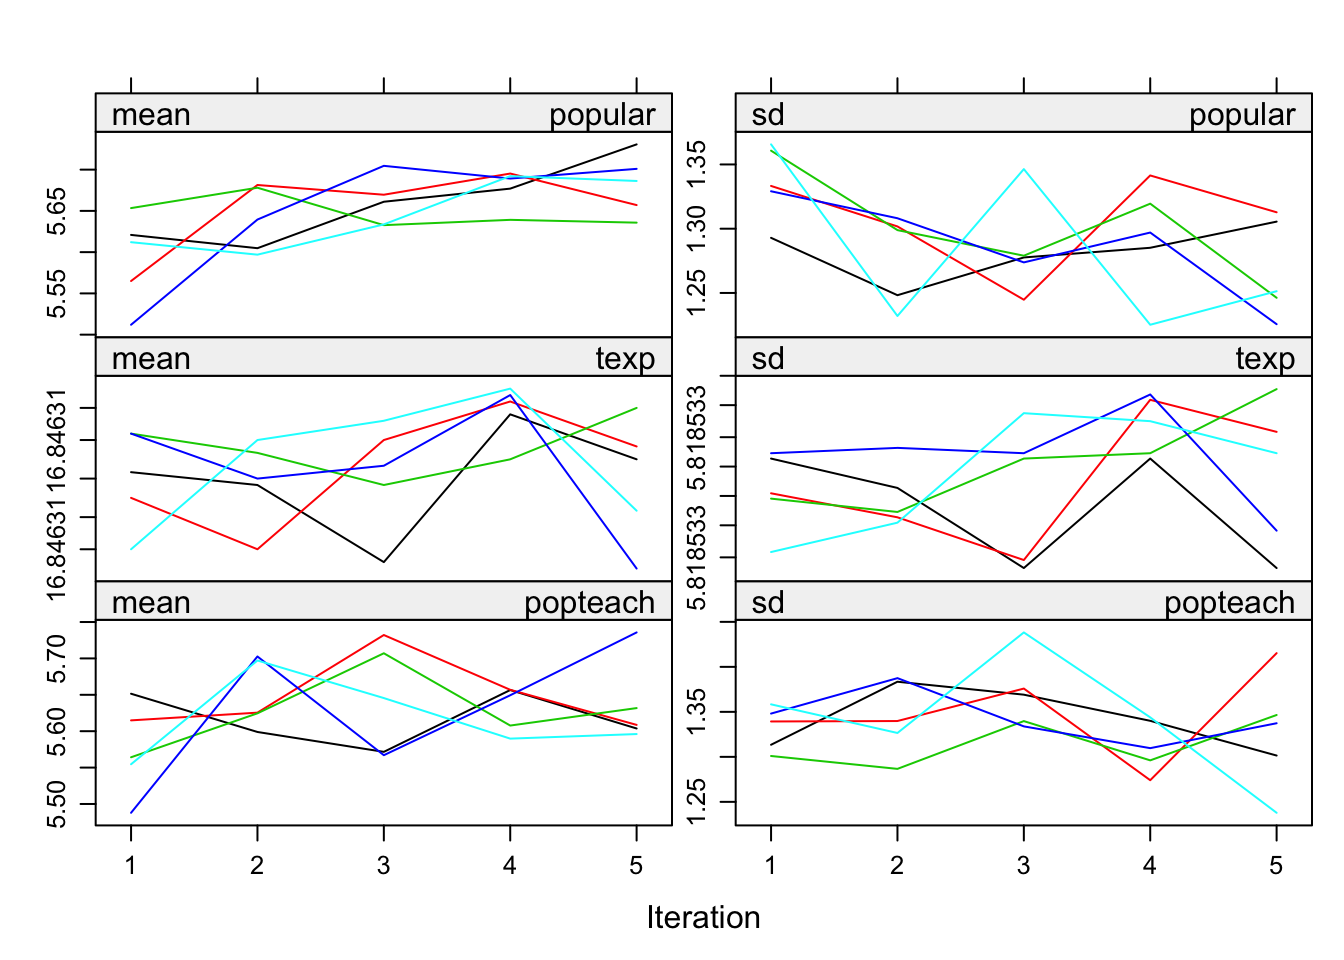 mean popular
sd popular
5.65
5.55
1.35
1.30
1.25
mean texp
sd texp
16.84631
16.84631
5.818533
5.818533
mean popteach
sd popteach
5.70
5.60
5.50
1.35
1.25
1 2 3 4 5
1 2 3 4 5
Iteration